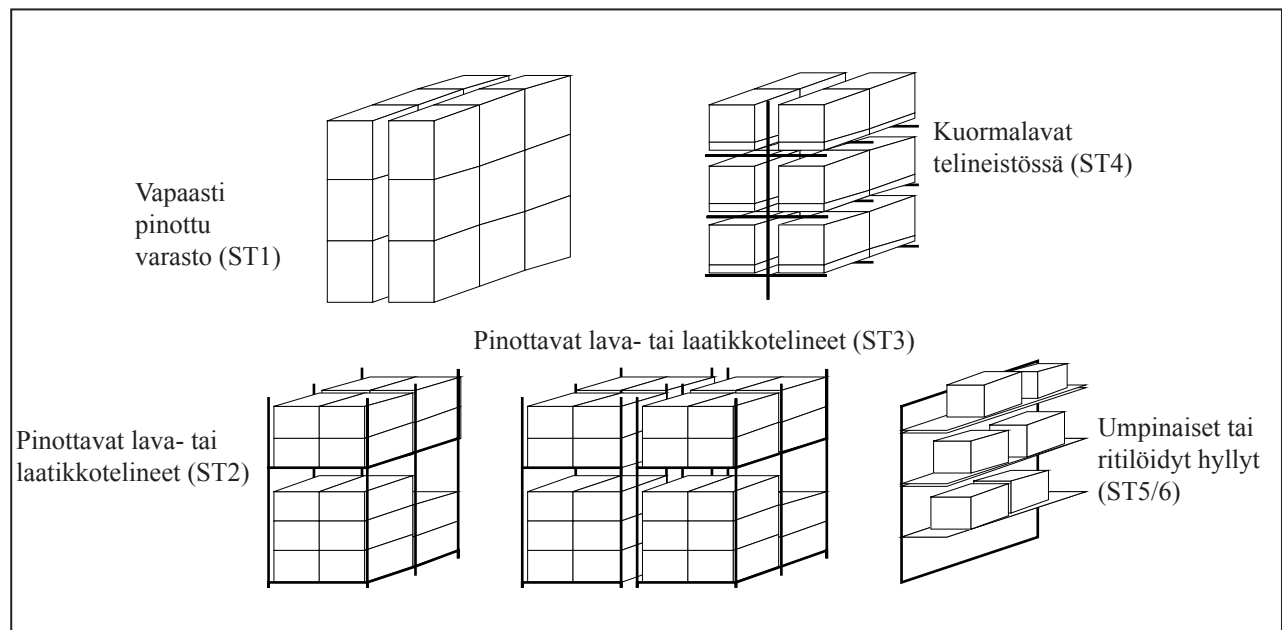 Vapaasti
pinottu
varasto (ST1)
Kuormalavat
telineistössä (ST4)
Pinottavat lava- tai laatikkotelineet (ST3)
Pinottavat lava- tai
laatikkotelineet (ST2)
Umpinaiset tai
ritilöidyt hyllyt
(ST5/6)